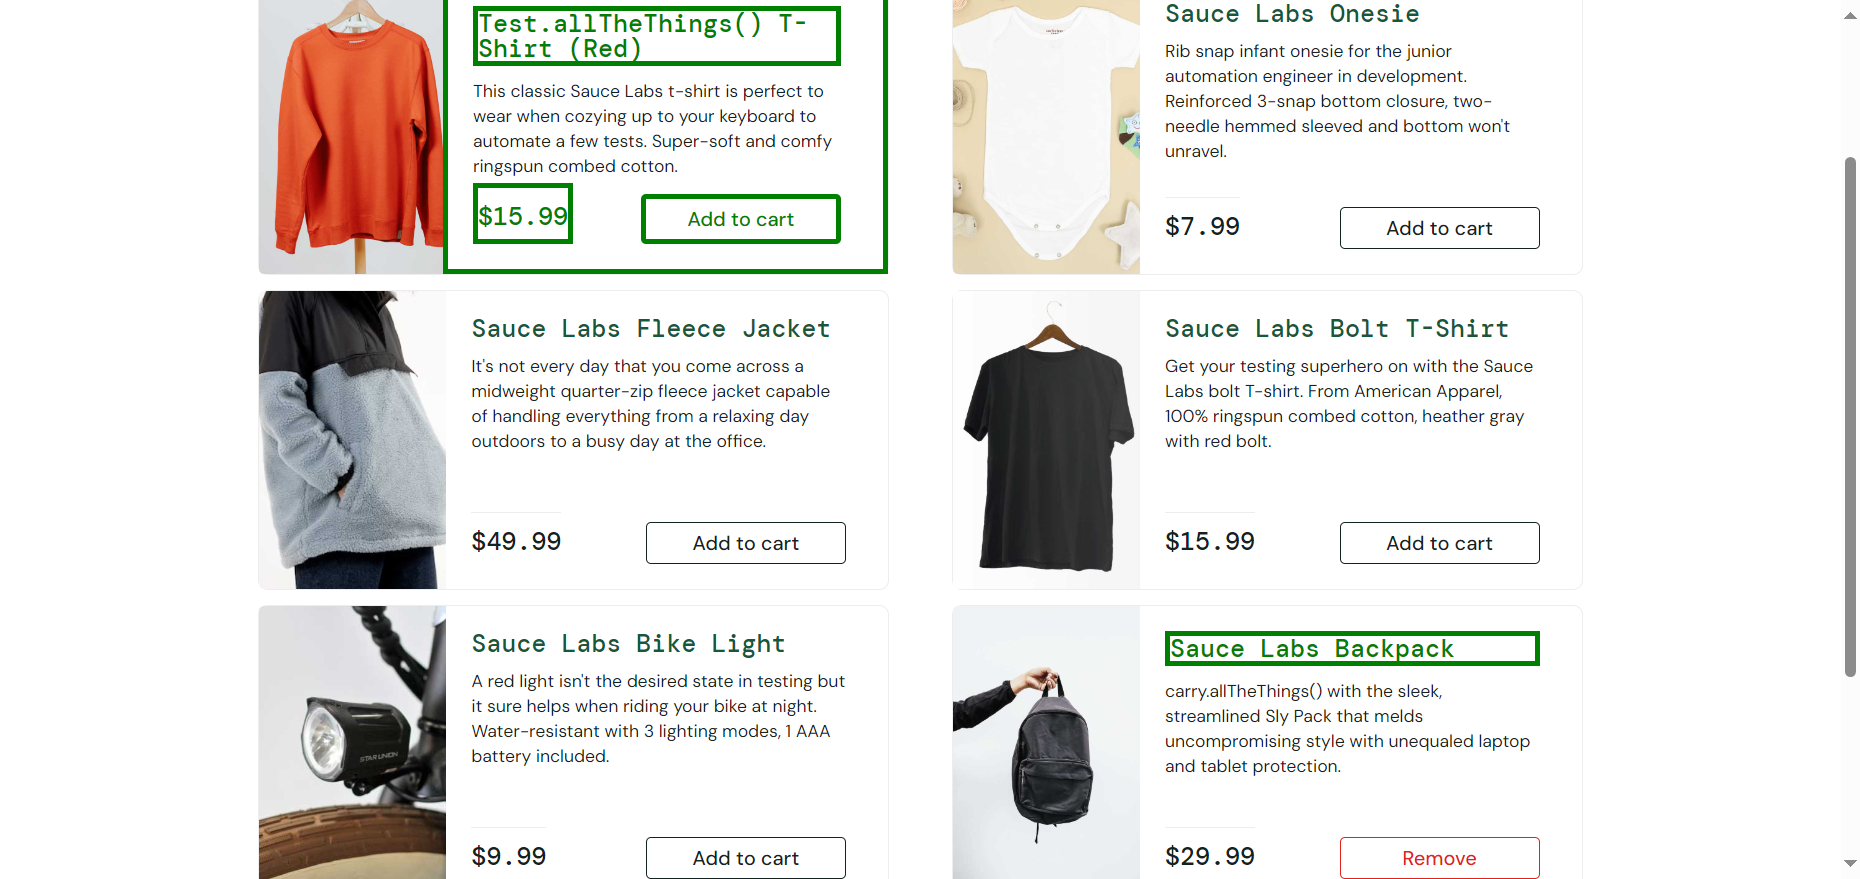 Test.allTheThings() T-
Shirt (Red)
This classic Sauce Labs t-shirt is perfect to
wear when cozying up to your keyboard to
automate a few tests. Super-soft and comfy
ringspun combed cotton.
$15.99
Add to cart
Sauce Labs Onesie
Rib snap infant onesie for the junior
automation engineer in development.
Reinforced 3-snap bottom closure, two-
needle hemmed sleeved and bottom won't
unravel.
$7.99
Add to cart
Sauce Labs Fleece Jacket
It's not every day that you come across a
midweight quarter-zip fleece jacket capable
of handling everything from a relaxing day
outdoors to a busy day at the office.
$49.99
Add to cart
Sauce Labs Bolt T-Shirt
Get your testing superhero on with the Sauce
Labs bolt T-shirt. From American Apparel,
100% ringspun combed cotton, heather gray
with red bolt.
$15.99
Add to cart
Sauce Labs Bike Light
A red light isn't the desired state in testing but
it sure helps when riding your bike at night.
Water-resistant with 3 lighting modes, 1 AAA
battery included.
STAR UNION
$9.99
Add to cart
Sauce Labs Backpack
carry.allTheThings() with the sleek,
streamlined Sly Pack that melds
uncompromising style with unequaled laptop
and tablet protection.
$29.99
Remove